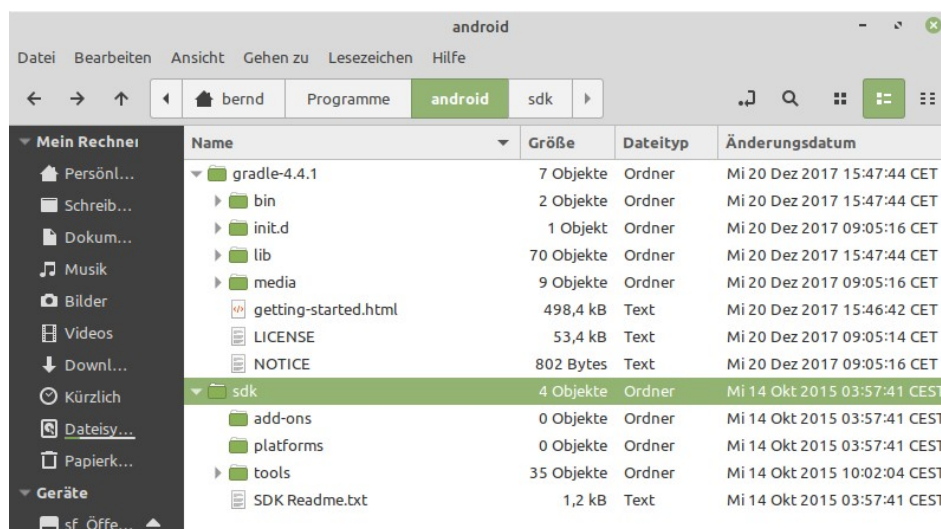 android
Datei Bearbeiten Ansicht Gehen zu Lesezeichen Hilfe
bernd Programme android sdk
Mein Rechner
Persönl...
Schreib...
Dokum...
Musik
Bilder
Videos
Downl...
Kürzlich
Dateisy...
Papierk...
Geräte
sf_Öffe...
Name Größe Dateityp Änderungsdatum
gradle-4.4.1 7 Objekte Ordner Mi 20 Dez 2017 15:47:44 CET
bin 2 Objekte Ordner Mi 20 Dez 2017 15:47:44 CET
init.d 1 Objekt Ordner Mi 20 Dez 2017 09:05:16 CET
lib 70 Objekte Ordner Mi 20 Dez 2017 15:47:44 CET
media 9 Objekte Ordner Mi 20 Dez 2017 09:05:16 CET
getting-started.html 498,4 kB Text Mi 20 Dez 2017 15:46:42 CET
LICENSE 53,4 kB Text Mi 20 Dez 2017 09:05:14 CET
NOTICE 802 Bytes Text Mi 20 Dez 2017 09:05:16 CET
sdk 4 Objekte Ordner Mi 14 Okt 2015 03:57:41 CEST
add-ons 0 Objekte Ordner Mi 14 Okt 2015 03:57:41 CEST
platforms 0 Objekte Ordner Mi 14 Okt 2015 03:57:41 CEST
tools 35 Objekte Ordner Mi 14 Okt 2015 10:02:04 CEST
SDK Readme.txt 1,2 kB Text Mi 14 Okt 2015 03:57:41 CEST